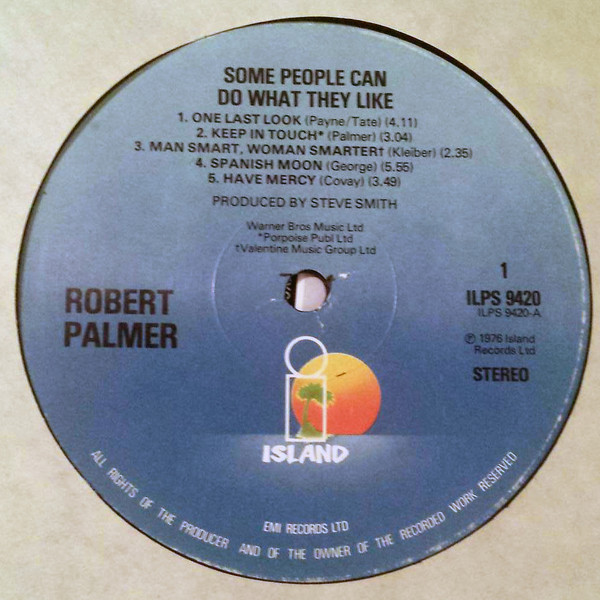 SOME PEOPLE CAN
DO WHAT THEY LIKE
1. ONE LAST LOOK (Payne/Tate) (4.11)
2. KEEP IN TOUCH* (Palmer) (3.04)
3. MAN SMART, WOMAN SMARTER† (Kleiber) (2.35)
4. SPANISH MOON (George) (5.55)
5. HAVE MERCY (Covay) (3.49)
PRODUCED BY STEVE SMITH
Warner Bros Music Ltd
*Porpoise Publ Ltd
†Valentine Music Group Ltd
ROBERT
PALMER
1
ILPS 9420
ILPS 9420-A
℗ 1976 Island
Records Ltd
STEREO
ISLAND
EMI RECORDS LTD
ALL RIGHTS OF THE PRODUCER AND OF THE OWNER OF THE RECORDED WORK RESERVED